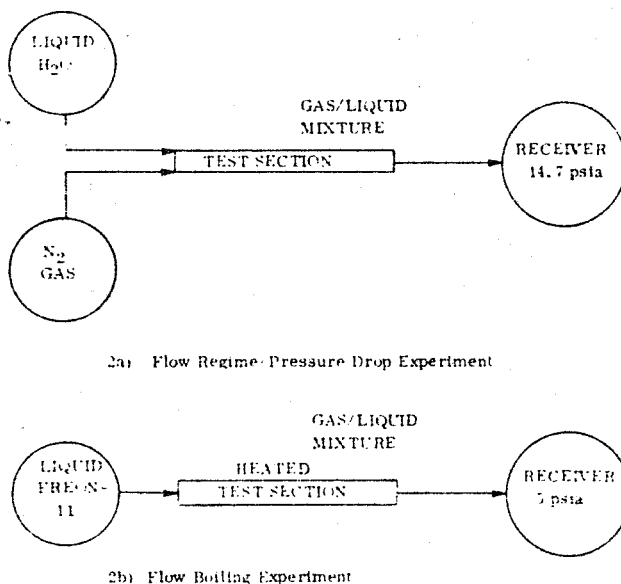 LIQUID
H2O
GAS/LIQUID
MIXTURE
TEST SECTION
RECEIVER
14.7 psia
N2
GAS
2a) Flow Regime-Pressure Drop Experiment
GAS/LIQUID
MIXTURE
LIQUID
FREON-
11
HEATED
TEST SECTION
RECEIVER
5 psia
2b) Flow Boiling Experiment